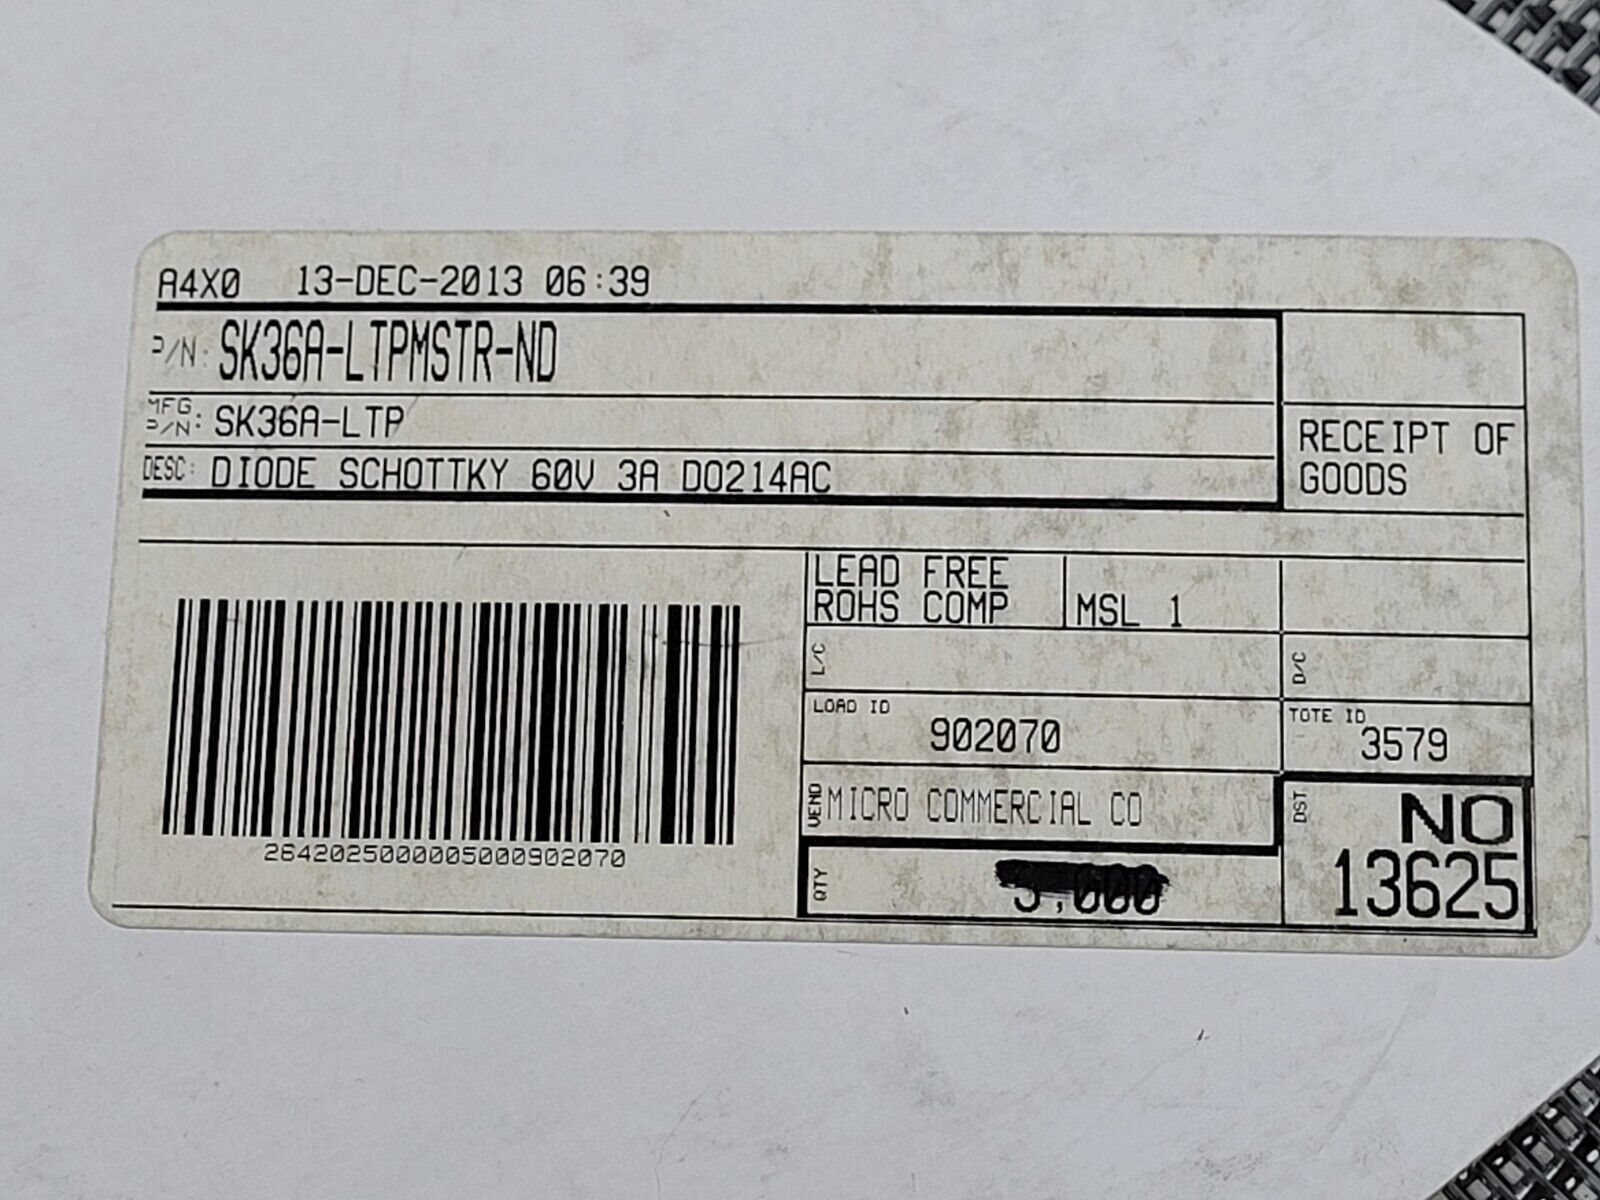 A4X0 13-DEC-2013 06:39
P/N: SK36A-LTPMSTR-ND
MFG P/N: SK36A-LTP
DESC: DIODE SCHOTTKY 60V 3A DO214AC
RECEIPT OF
GOODS
LEAD FREE
ROHS COMP
MSL 1
L/C
D/C
LOAD ID 902070
TOTE ID 3579
VEND MICRO COMMERCIAL CO
DST NO
13625
QTY
2642025000005000902070